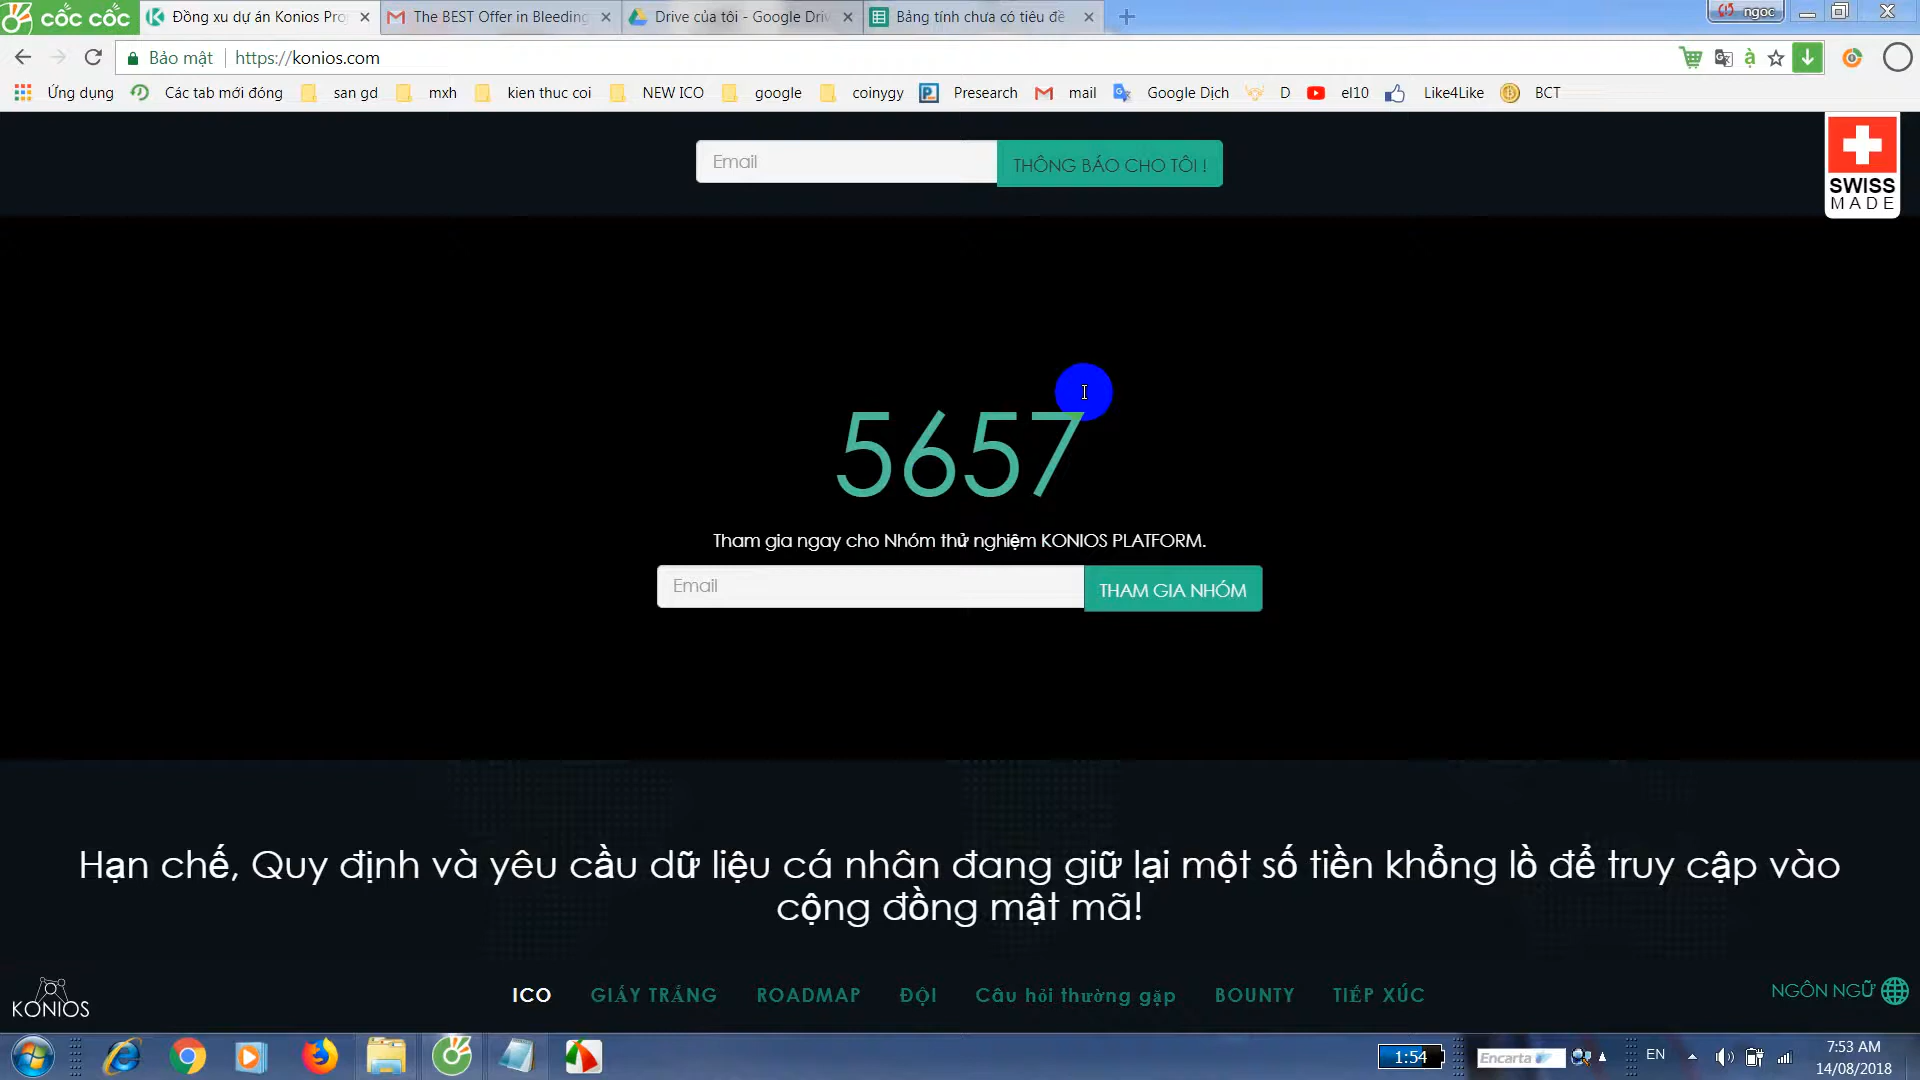 cốc cốc
Đồng xu dự án Konios Pro
The BEST Offer in Bleeding
Drive của tôi - Google Driv
Bảng tính chưa có tiêu đề
ngoc
Bảo mật
https://konios.com
Ứng dụng
Các tab mới đóng
san gd
mxh
kien thuc coi
NEW ICO
google
coinygy
Presearch
mail
Google Dịch
D
el10
Like4Like
BCT
Email
THÔNG BÁO CHO TÔI !
SWISS
MADE
5657
Tham gia ngay cho Nhóm thử nghiệm KONIOS PLATFORM.
Email
THAM GIA NHÓM
Hạn chế, Quy định và yêu cầu dữ liệu cá nhân đang giữ lại một số tiền khổng lồ để truy cập vào
cộng đồng mật mã!
KONIOS
ICO
GIẤY TRẮNG
ROADMAP
ĐỘI
Câu hỏi thường gặp
BOUNTY
TIẾP XÚC
NGÔN NGỮ
1:54
Encarta
EN
7:53 AM
14/08/2018